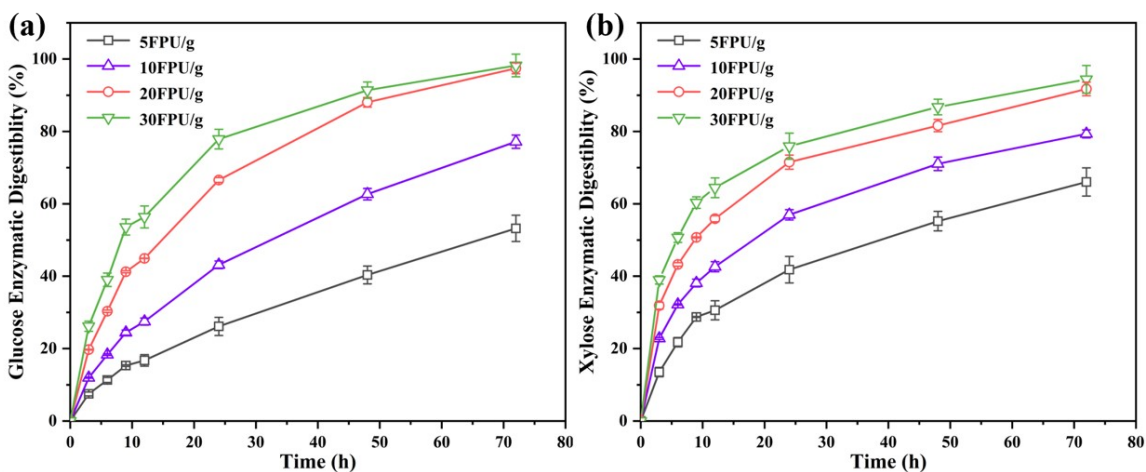 (a)
Glucose Enzymatic Digestiblity (%)
100
80
60
40
20
0
5FPU/g
10FPU/g
20FPU/g
30FPU/g
0 10 20 30 40 50 60 70 80
Time (h)
(b)
Xylose Enzymatic Digestiblity (%)
100
80
60
40
20
0
5FPU/g
10FPU/g
20FPU/g
30FPU/g
0 10 20 30 40 50 60 70 80
Time (h)